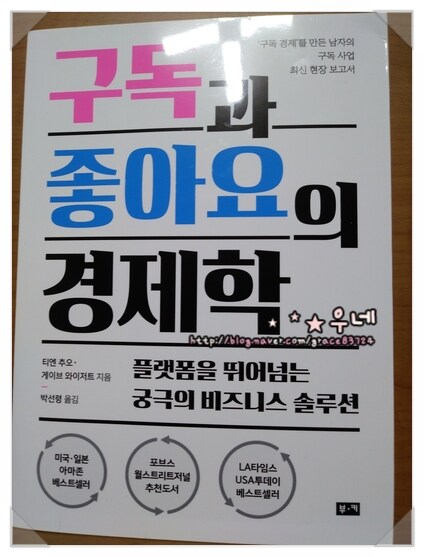 '구독 경제'를 만든 남자의
구독 사업
최신 현장 보고서
구독과
좋아요의
경제학
우네
http://blog.naver.com/grace83724
티엔 추오·
게이브 와이저트 지음
박선령 옮김
플랫폼을 뛰어넘는
궁극의 비즈니스 솔루션
미국·일본
아마존
베스트셀러
포브스
월스트리트저널
추천도서
LA타임스
USA투데이
베스트셀러
부·키